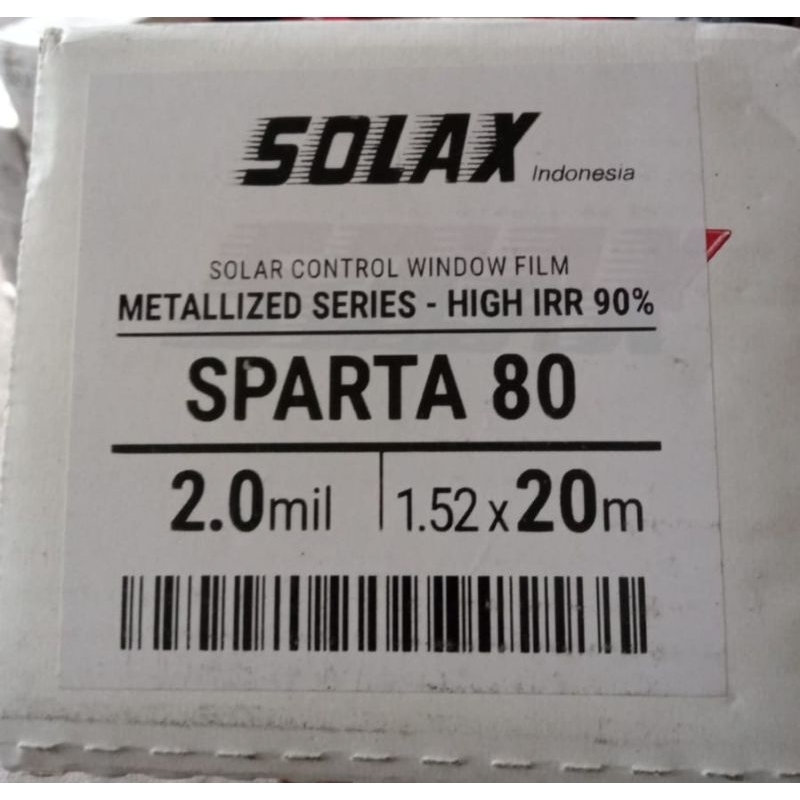 SOLAX Indonesia
SOLAR CONTROL WINDOW FILM
METALLIZED SERIES - HIGH IRR 90%
SPARTA 80
2.0mil 1.52 x 20m